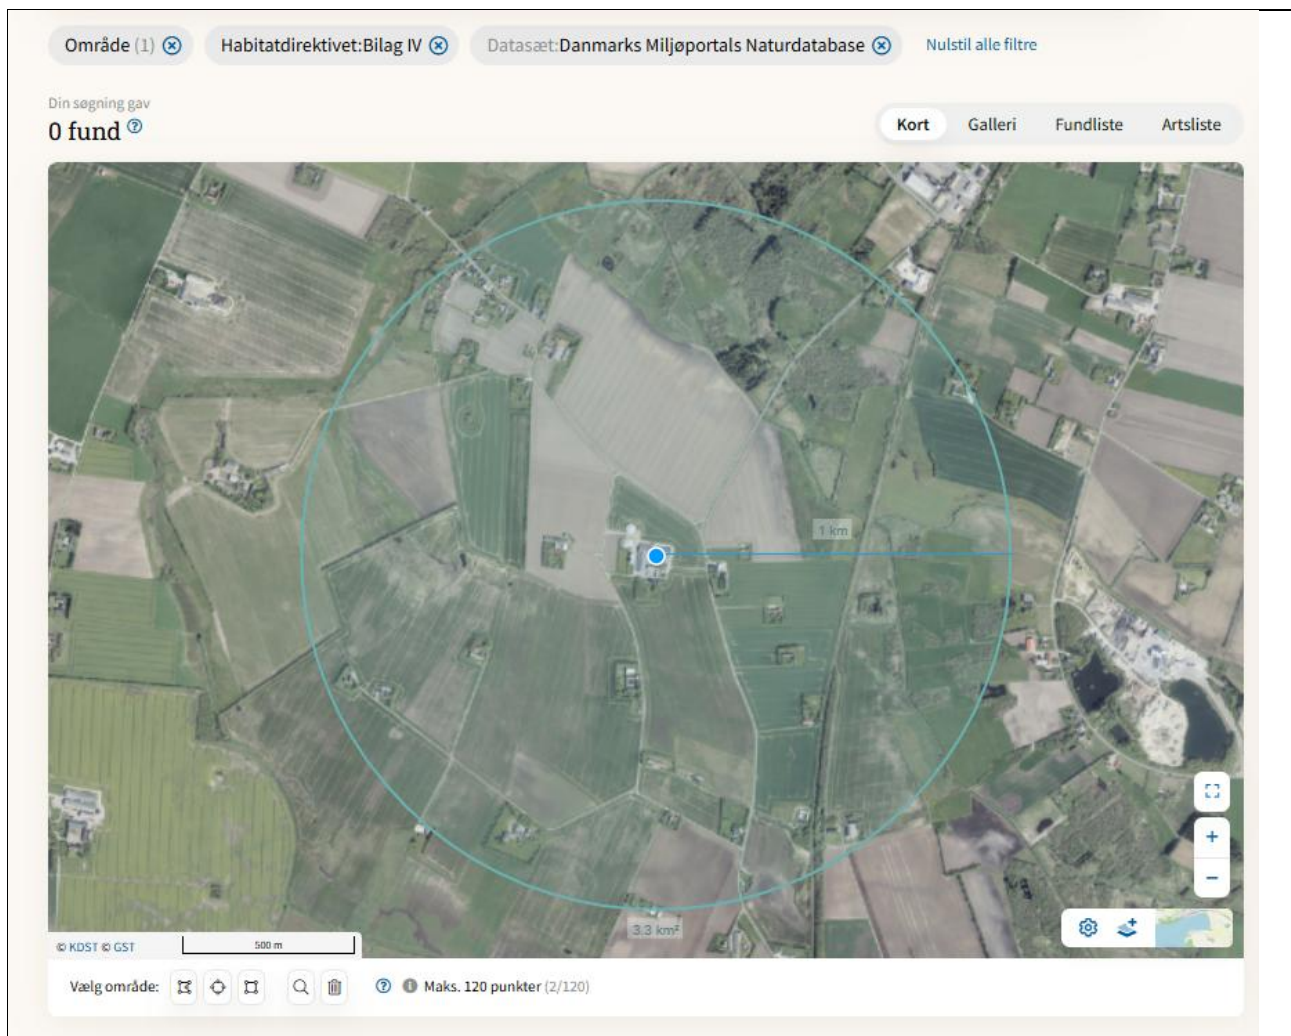 Område (1) Habitatdirektivet:Bilag IV Datasæt:Danmarks Miljøportals Naturdatabase Nulstil alle filtre
Din søgning gav
0 fund
Kort Galleri Fundliste Artsliste
1 km
3.3 km²
© KDST © GST 500 m
Vælg område: Maks. 120 punkter (2/120)